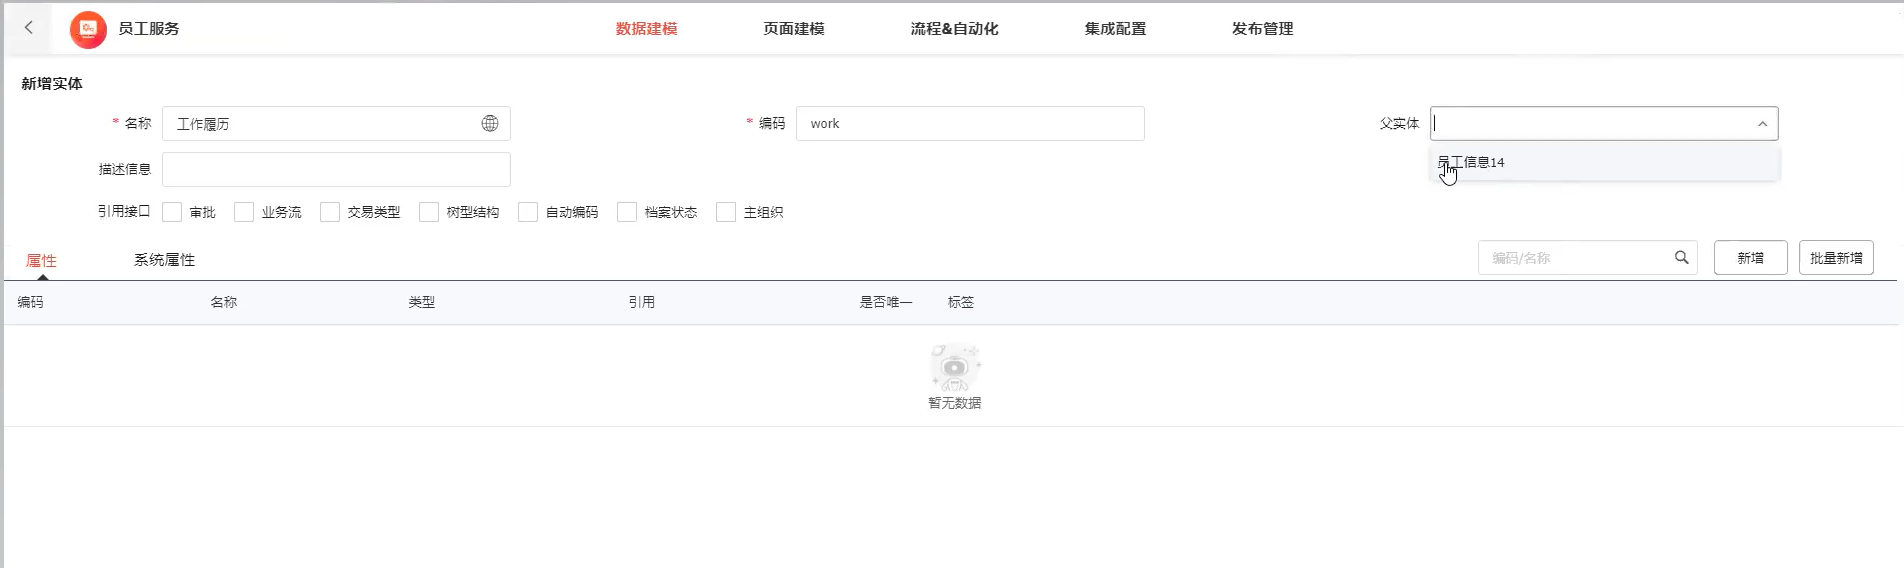 员工服务 数据建模 页面建模 流程&自动化 集成配置 发布管理
新增实体
* 名称 工作履历 * 编码 work 父实体
描述信息 员工信息14
引用接口 审批 业务流 交易类型 树型结构 自动编码 档案状态 主组织
属性 系统属性 编码/名称 新增 批量新增
编码 名称 类型 引用 是否唯一 标签
暂无数据